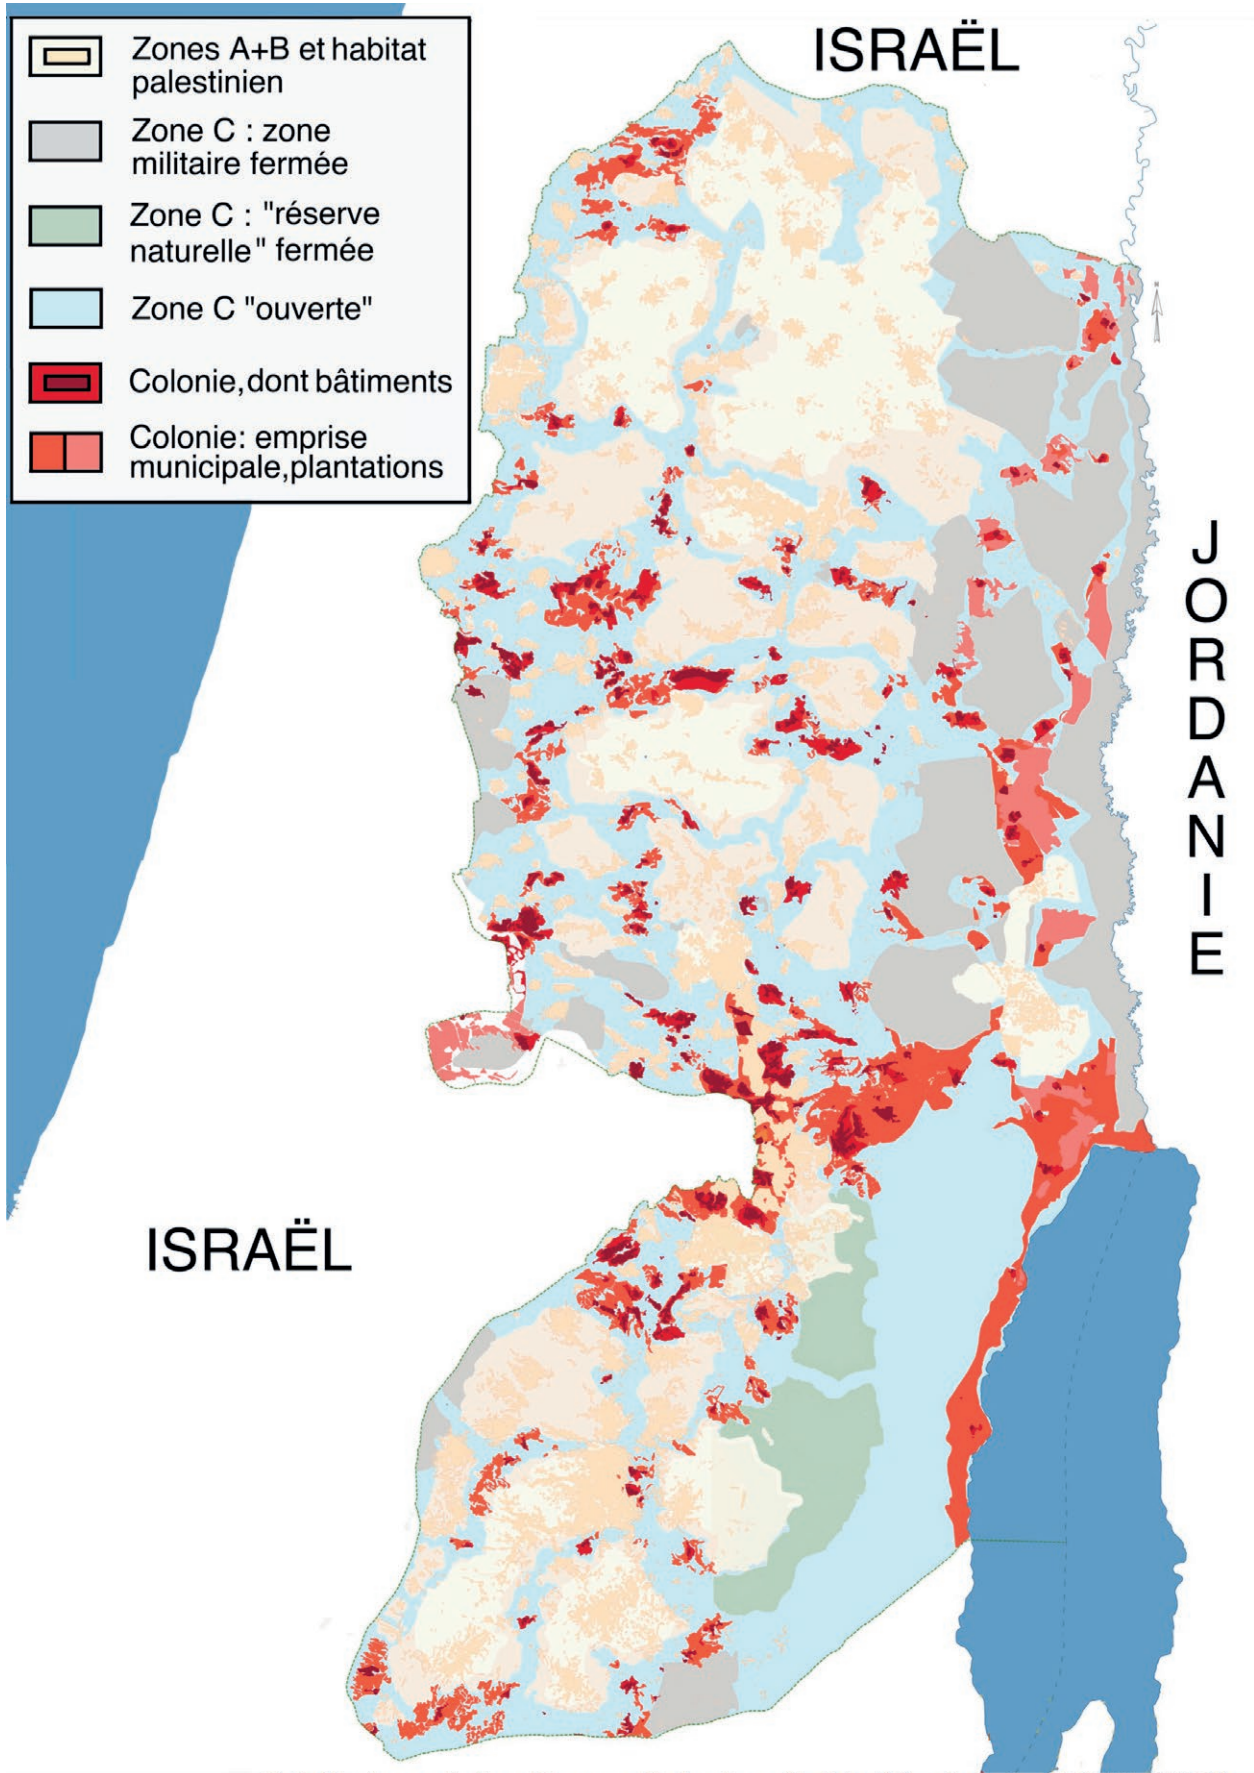 Zones A+B et habitat
palestinien
Zone C : zone
militaire fermée
Zone C : "réserve
naturelle" fermée
Zone C "ouverte"
Colonie,dont bâtiments
Colonie: emprise
municipale,plantations
ISRAËL
JORDANIE
ISRAËL